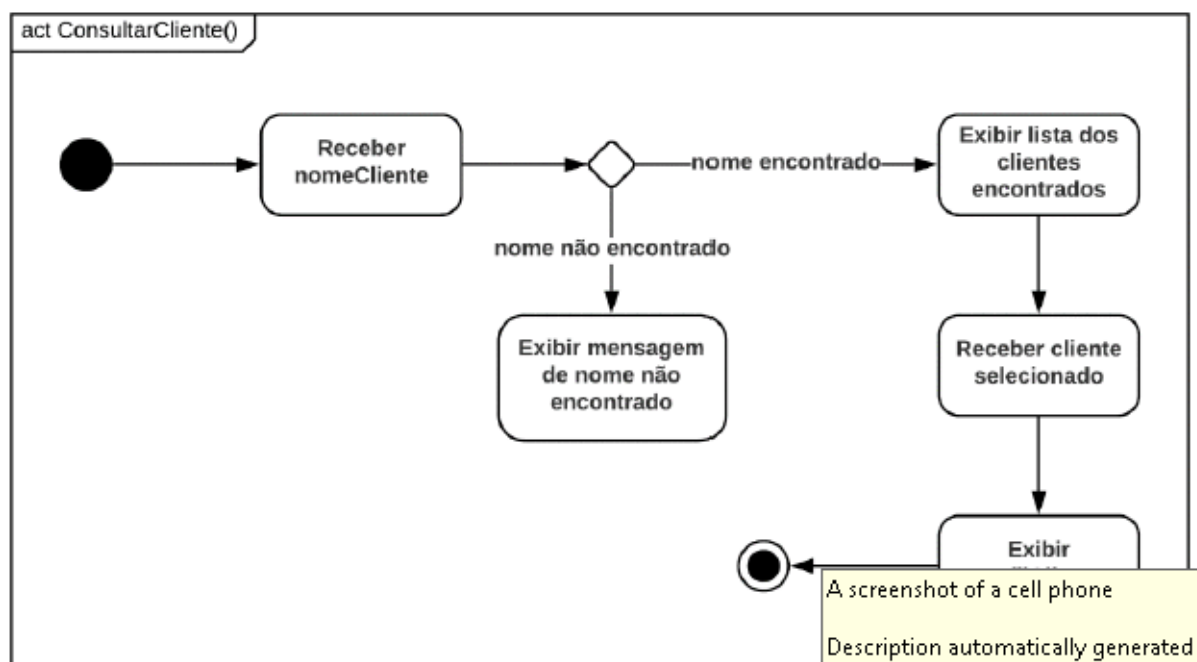 act ConsultarCliente()
Receber
nomeCliente
nome encontrado
Exibir lista dos
clientes
encontrados
nome não encontrado
Exibir mensagem
de nome não
encontrado
Receber cliente
selecionado
Exibir
A screenshot of a cell phone
Description automatically generated